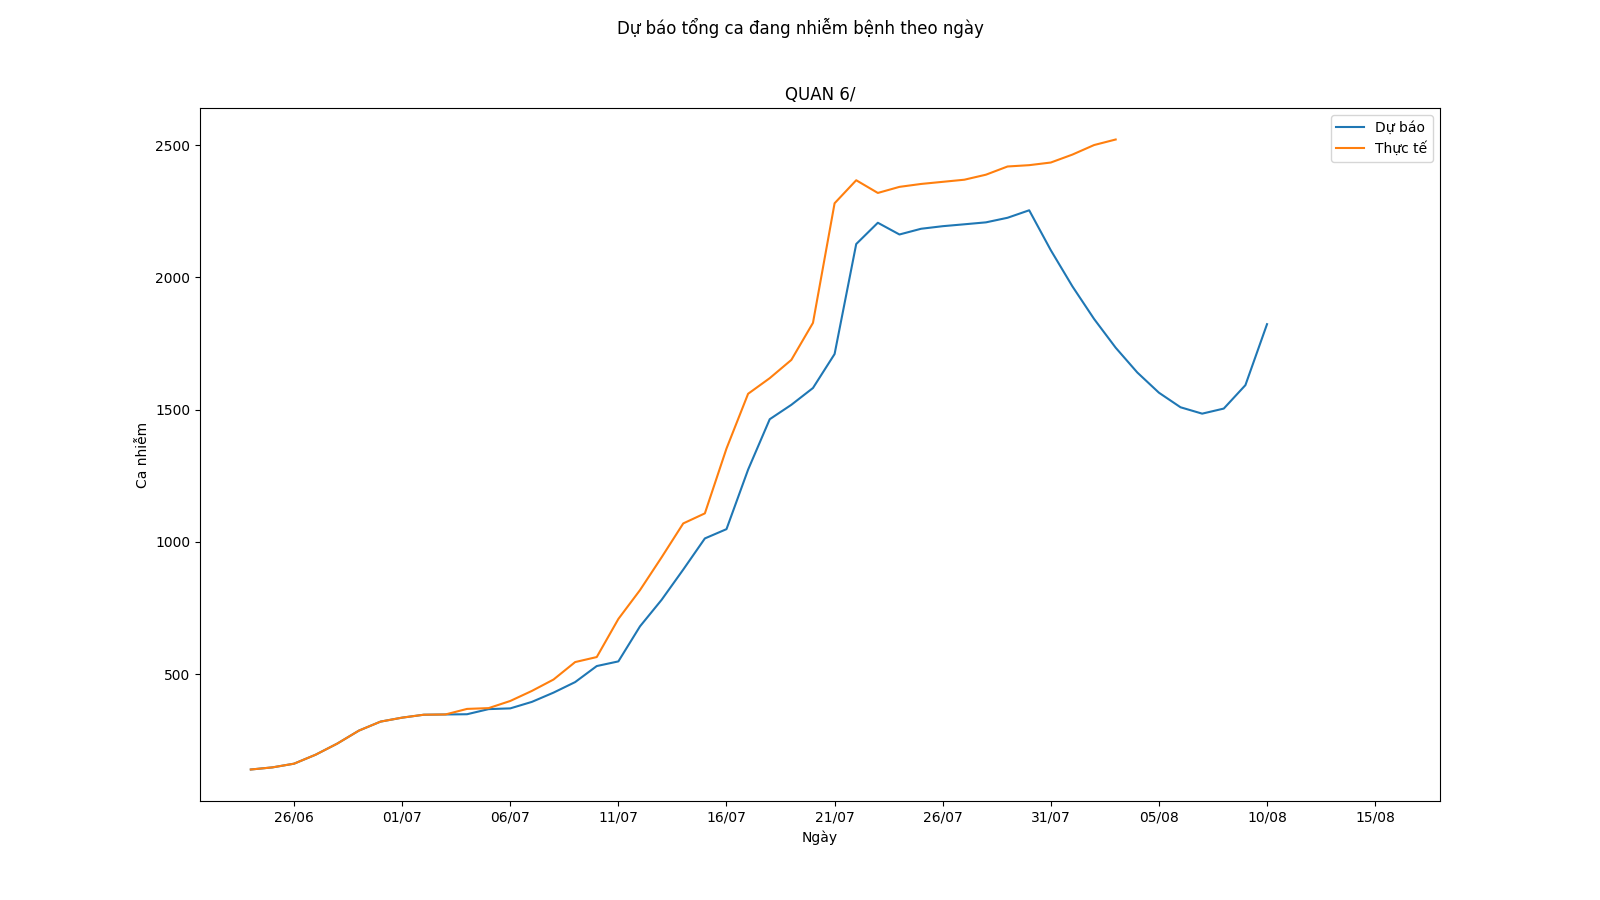 Dự báo tổng ca đang nhiễm bệnh theo ngày
QUAN 6/
Dự báo
Thực tế
2500
2000
1500
1000
500
Ca nhiễm
26/06
01/07
06/07
11/07
16/07
21/07
26/07
31/07
05/08
10/08
15/08
Ngày